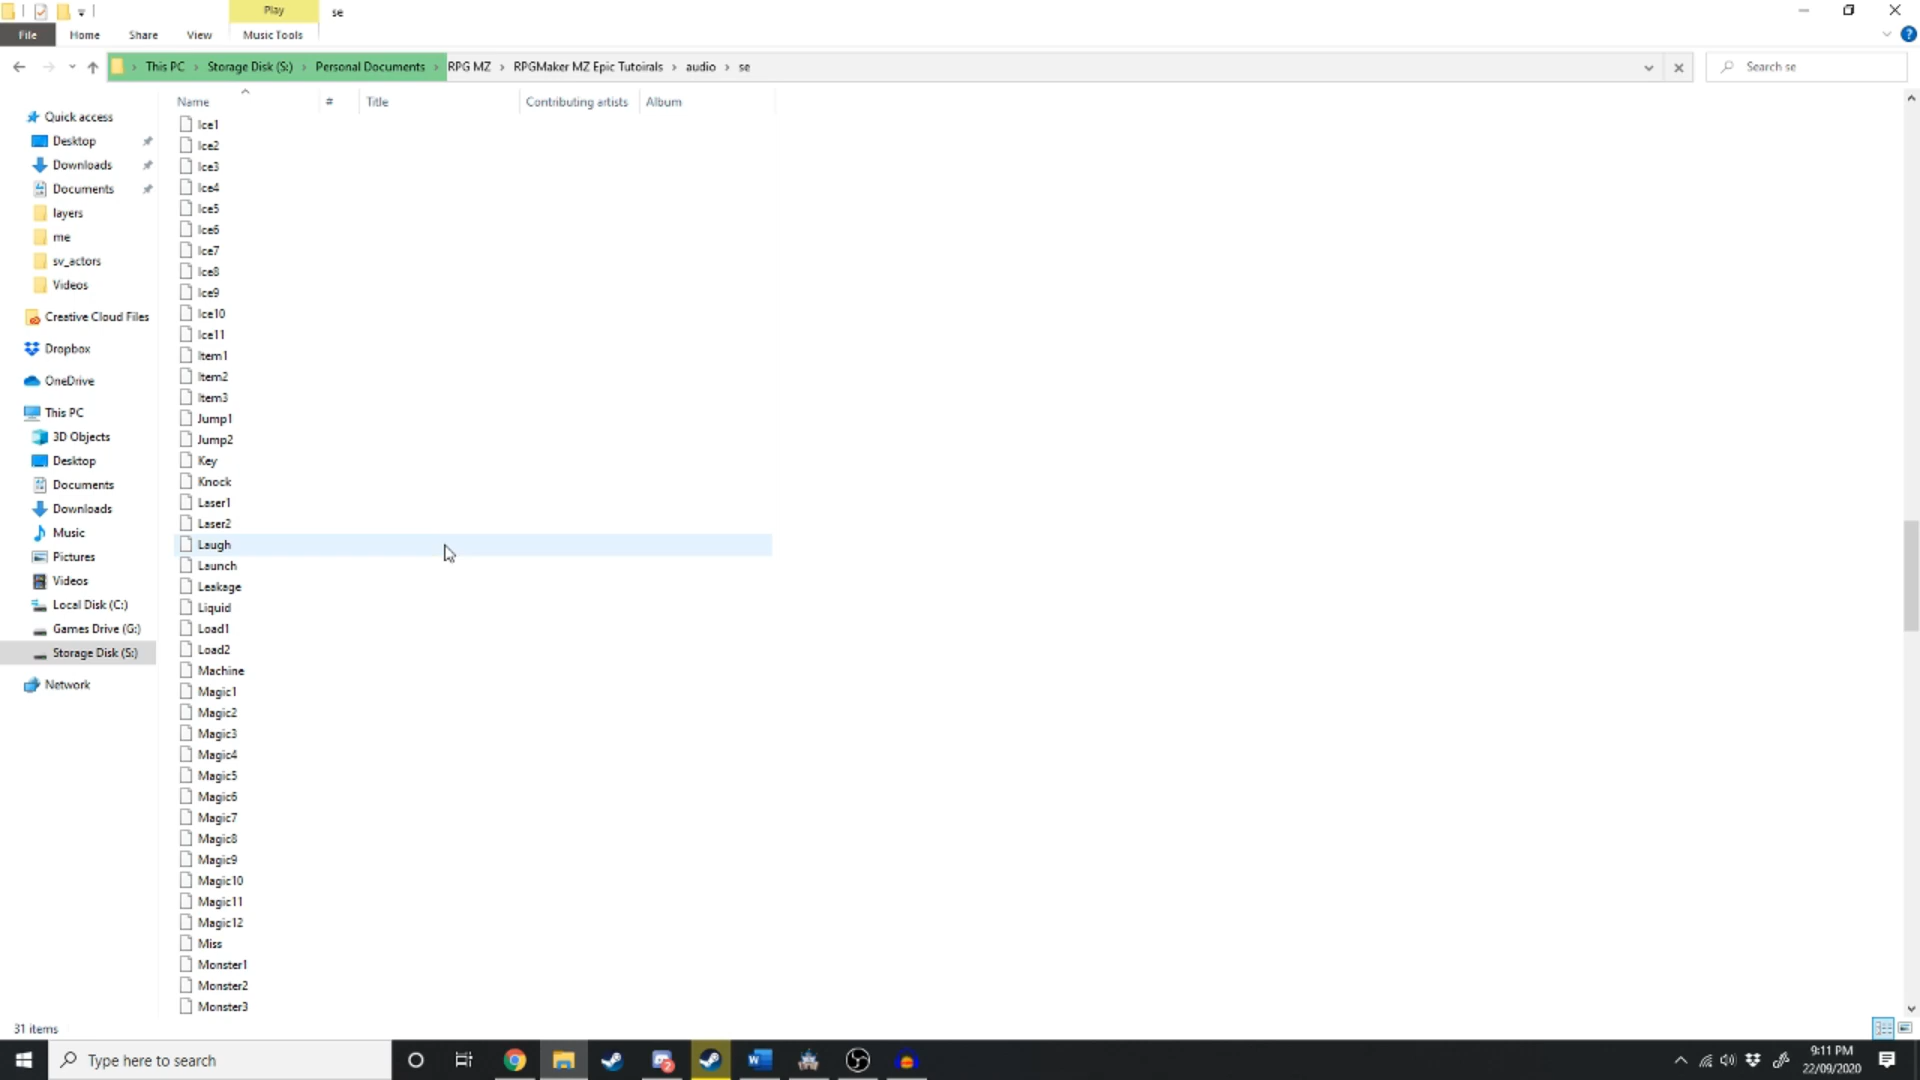 Play
se
File
Home
Share
View
Music Tools
This PC
Storage Disk (S:)
Personal Documents
RPG MZ
RPGMaker MZ Epic Tutoirals
audio
se
Search se
Name
#
Title
Contributing artists
Album
Quick access
Desktop
Downloads
Documents
layers
me
sv_actors
Videos
Creative Cloud Files
Dropbox
OneDrive
This PC
3D Objects
Desktop
Documents
Downloads
Music
Pictures
Videos
Local Disk (C:)
Games Drive (G:)
Storage Disk (S:)
Network
Ice1
Ice2
Ice3
Ice4
Ice5
Ice6
Ice7
Ice8
Ice9
Ice10
Ice11
Item1
Item2
Item3
Jump1
Jump2
Key
Knock
Laser1
Laser2
Laugh
Launch
Leakage
Liquid
Load1
Load2
Machine
Magic1
Magic2
Magic3
Magic4
Magic5
Magic6
Magic7
Magic8
Magic9
Magic10
Magic11
Magic12
Miss
Monster1
Monster2
Monster3
31 items
Type here to search
9:11 PM
22/09/2020